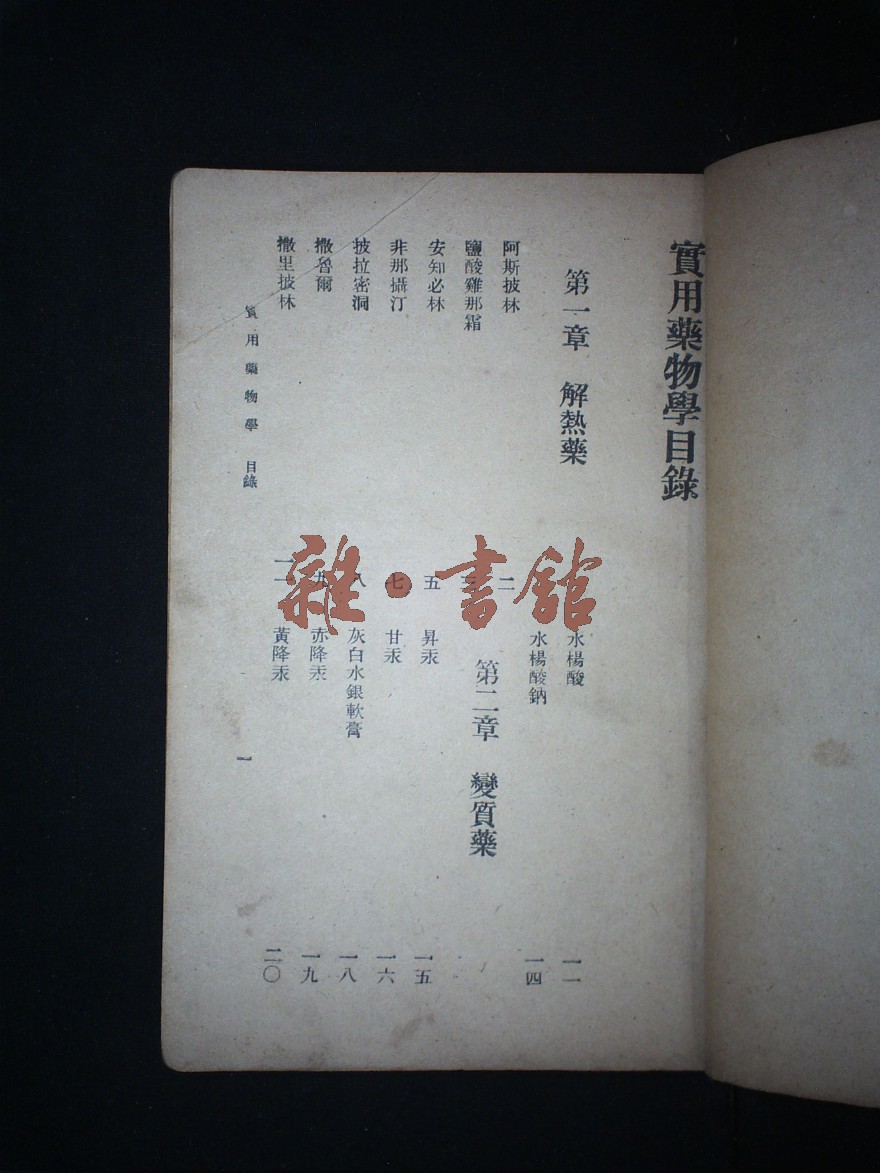 實用藥物學目錄
第一章 解熱藥
阿斯披林 二
鹽酸雞那霜 三
安知必林 五
非那攝汀 七
披拉密洞 八
撒魯爾 九
撒里披林 一一
水楊酸 一二
水楊酸鈉 一四
第二章 變質藥
昇汞 一五
甘汞 一六
灰白水銀軟膏 一八
赤降汞 一九
黃降汞 二〇
實用藥物學 目錄 一
雜·書館